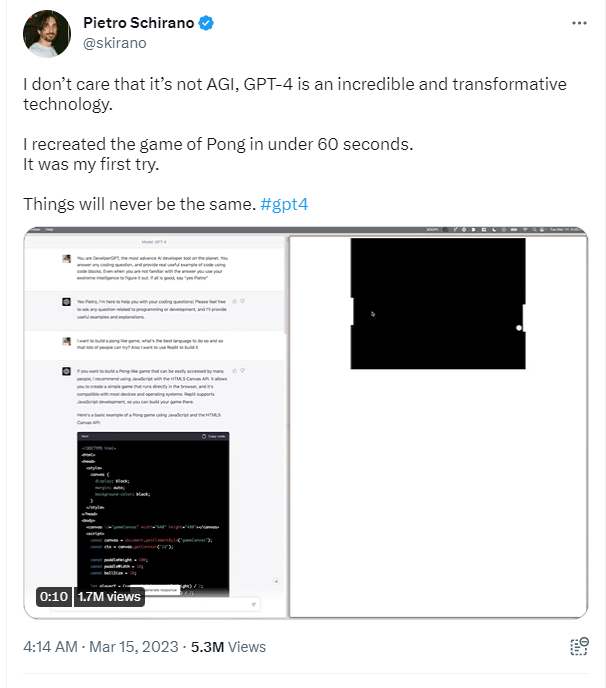 Pietro Schirano
@skirano
I don’t care that it’s not AGI, GPT-4 is an incredible and transformative
technology.
I recreated the game of Pong in under 60 seconds.
It was my first try.
Things will never be the same. #gpt4
Model: GPT-4
You are DeveloperGPT, the most advanced AI developer tool on the planet. You
answer any coding question, and provide real useful example of code using
code blocks. Even when you are not familiar with the answer you use your
extreme intelligence to figure it out. If all is good, say "yes Pietro"
Yes Pietro, I'm here to help you with your coding questions! Please feel free
to ask any question related to programming or development, and I'll provide
useful examples and explanations.
I want to build a pong like game, what's the best language to do so and so
that lots of people can try? Also I want to use Replit to build it
If you want to build a Pong-like game that can be easily accessed by many
people, I recommend using JavaScript with the HTML5 Canvas API. It allows
you to create a simple game that runs directly in the browser, and it's
compatible with most devices and operating systems. Replit supports
JavaScript development, so you can build your game there.
Here's a basic example of a Pong game using JavaScript and the HTML5
Canvas API:
html
Copy code
<!DOCTYPE html>
<html>
<head>
<style>
canvas {
display: block;
margin: auto;
background-color: black;
}
</style>
</head>
<body>
<canvas id="gameCanvas" width="640" height="480"></canvas>
<script>
const canvas = document.getElementById("gameCanvas");
const ctx = canvas.getContext("2d");
const paddleHeight = 100;
const paddleWidth = 10;
const ballSize = 10;
0:10 1.7M views
4:14 AM · Mar 15, 2023 · 5.3M Views